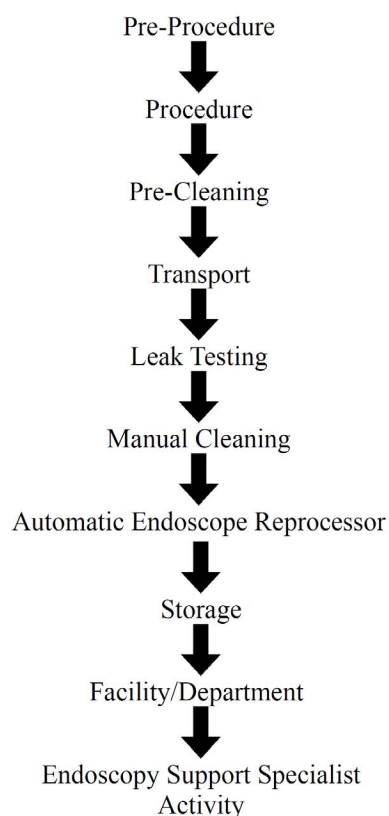 Pre-Procedure
Procedure
Pre-Cleaning
Transport
Leak Testing
Manual Cleaning
Automatic Endoscope Reprocessor
Storage
Facility/Department
Endoscopy Support Specialist
Activity